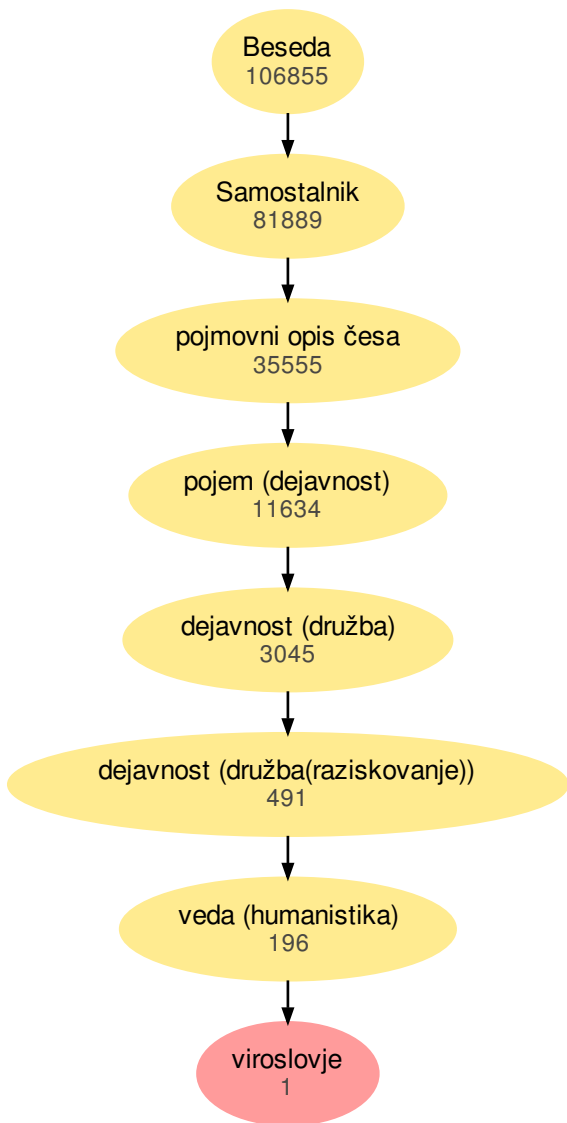 Beseda
106855
Samostalnik
81889
pojmovni opis česa
35555
pojem (dejavnost)
11634
dejavnost (družba)
3045
dejavnost (družba(raziskovanje))
491
veda (humanistika)
196
viroslovje
1